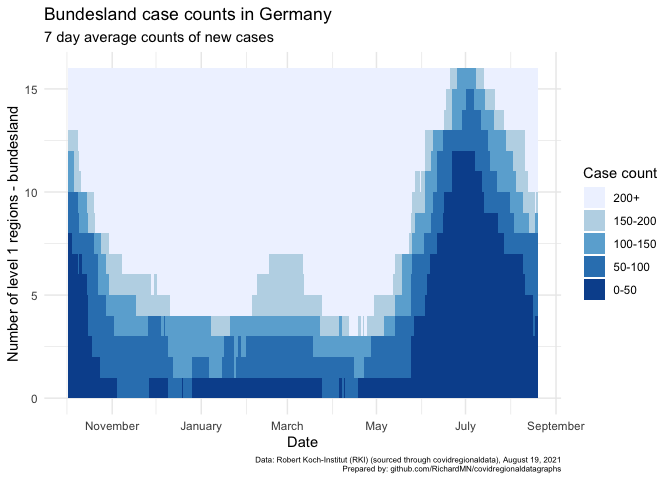 Bundesland case counts in Germany
7 day average counts of new cases
Number of level 1 regions - bundesland
15
10
5
0
November
January
March
May
July
September
Date
Case count
200+
150-200
100-150
50-100
0-50
Data: Robert Koch-Institut (RKI) (sourced through covidregionaldata), August 19, 2021
Prepared by: github.com/RichardMN/covidregionaldatagraphs